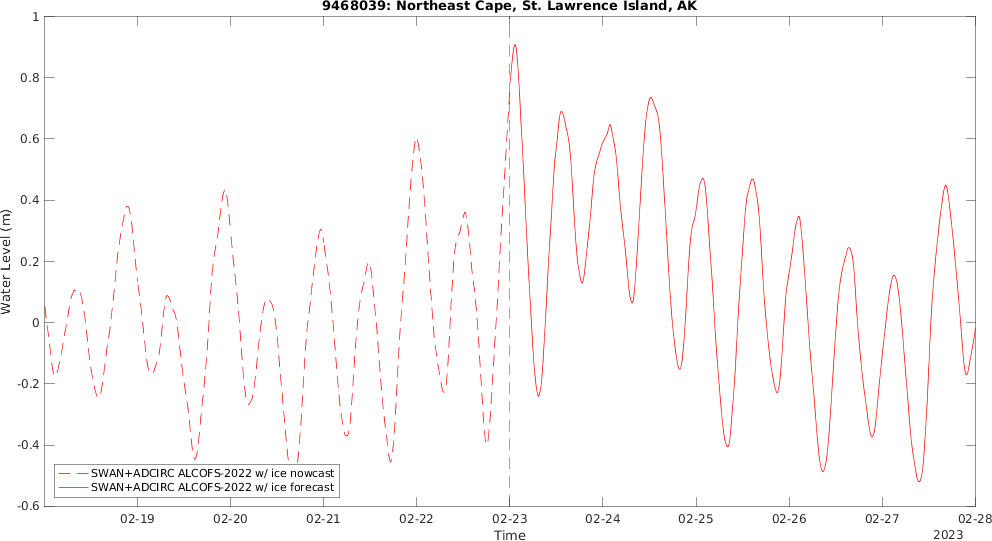 9468039: Northeast Cape, St. Lawrence Island, AK
Water Level (m)
1
0.8
0.6
0.4
0.2
0
-0.2
-0.4
-0.6
SWAN+ADCIRC ALCOFS-2022 w/ ice nowcast
SWAN+ADCIRC ALCOFS-2022 w/ ice forecast
02-19 02-20 02-21 02-22 02-23 02-24 02-25 02-26 02-27 02-28
Time
2023